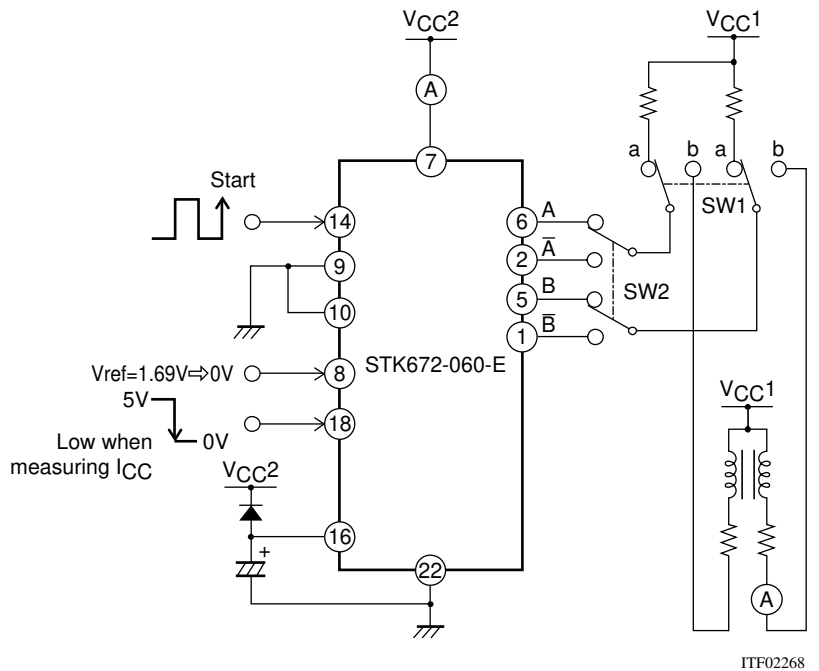 VCC2
VCC1
A
7
a
b
a
b
Start
SW1
14
6
A
9
2
A̅
SW2
10
5
B
1
B̅
Vref=1.69V⇨0V
8
STK672-060-E
5V
18
0V
Low when
measuring ICC
VCC2
VCC1
16
+
22
A
ITF02268